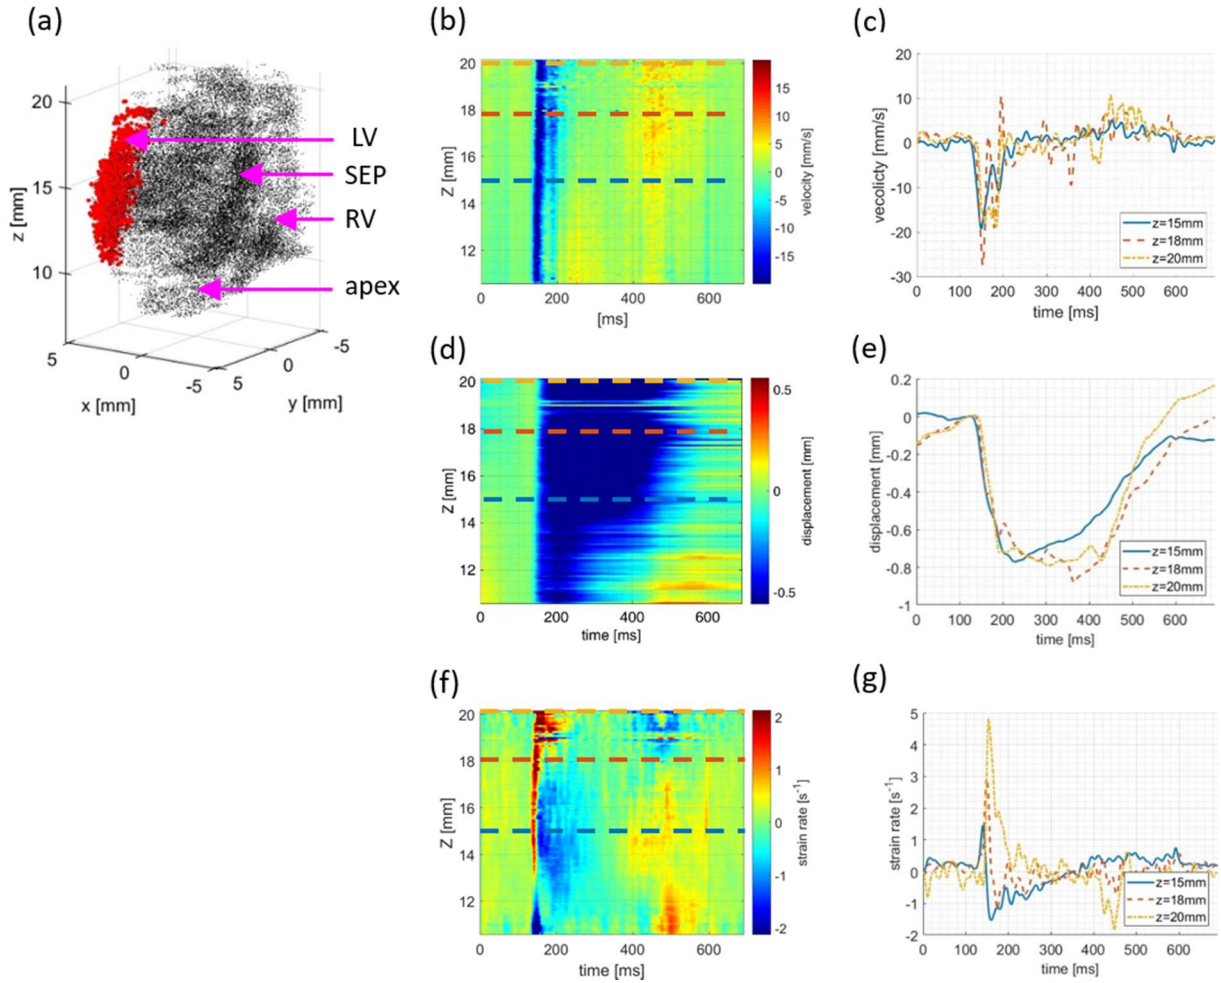 (a)
20
15
10
z [mm]
5
0
-5
x [mm]
5
0
-5
y [mm]
LV
SEP
RV
apex
(b)
20
18
16
14
12
Z [mm]
0
200
400
600
[ms]
15
10
5
0
-5
-10
-15
velocity (mm/s)
(c)
20
10
0
-10
-20
-30
vecolicty (mm/s)
0 100 200 300 400 500 600
time [ms]
z=15mm
z=18mm
z=20mm
(d)
20
18
16
14
12
Z [mm]
0
200
400
600
time [ms]
0.5
0
-0.5
displacement [mm]
(e)
0.2
0
-0.2
-0.4
-0.6
-0.8
-1
displacement [mm]
0 100 200 300 400 500 600
time [ms]
z=15mm
z=18mm
z=20mm
(f)
20
18
16
14
12
Z [mm]
0
200
400
600
time [ms]
2
1
0
-1
-2
strain rate [s⁻¹]
(g)
5
4
3
2
1
0
-1
-2
strain rate [s⁻¹]
0 100 200 300 400 500 600
time [ms]
z=15mm
z=18mm
z=20mm